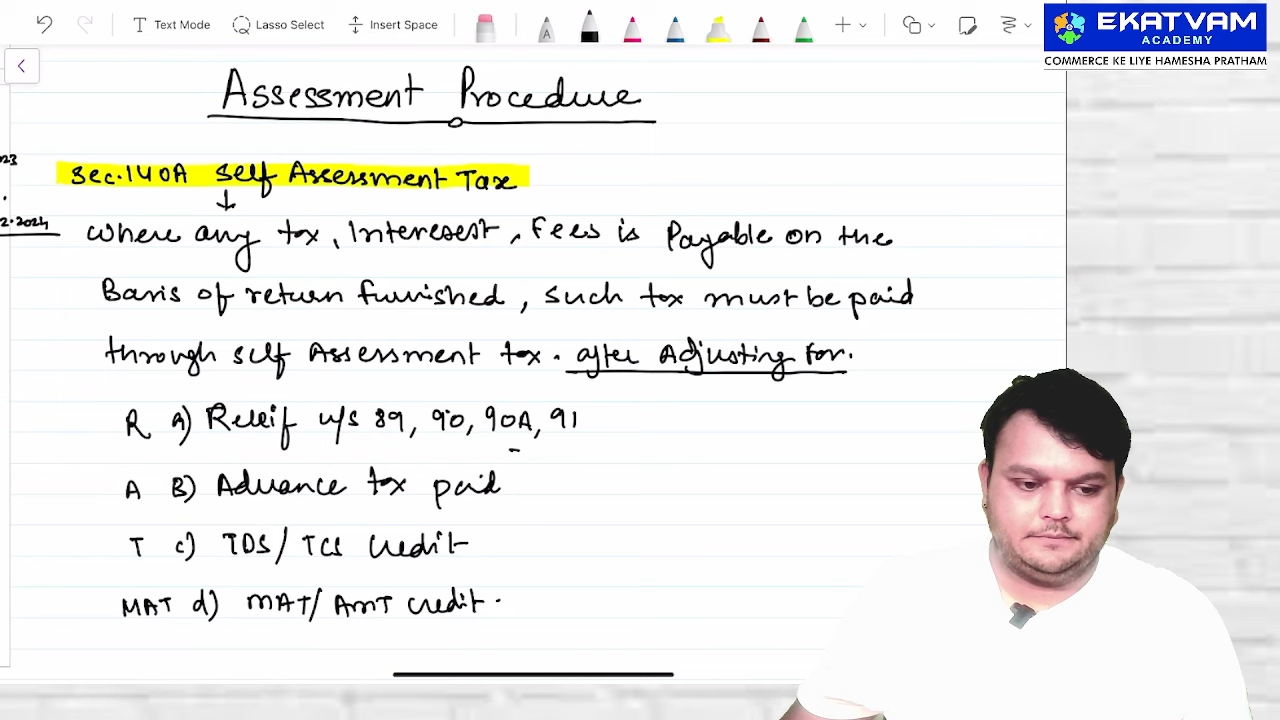 Text Mode Lasso Select Insert Space
EKATVAM
ACADEMY
COMMERCE KE LIYE HAMESHA PRATHAM
Assessment Procedure
Sec.140A Self Assessment Tax
Where any tax, Interesest, Fees is Payable on the
Basis of return furnished, such tax must be paid
through self Assessment tax. after Adjusting for.
R A) Releif u/s 89, 90, 90A, 91
A B) Advance tax paid
T c) TDS/TCS credit
MAT d) MAT/AMT credit.